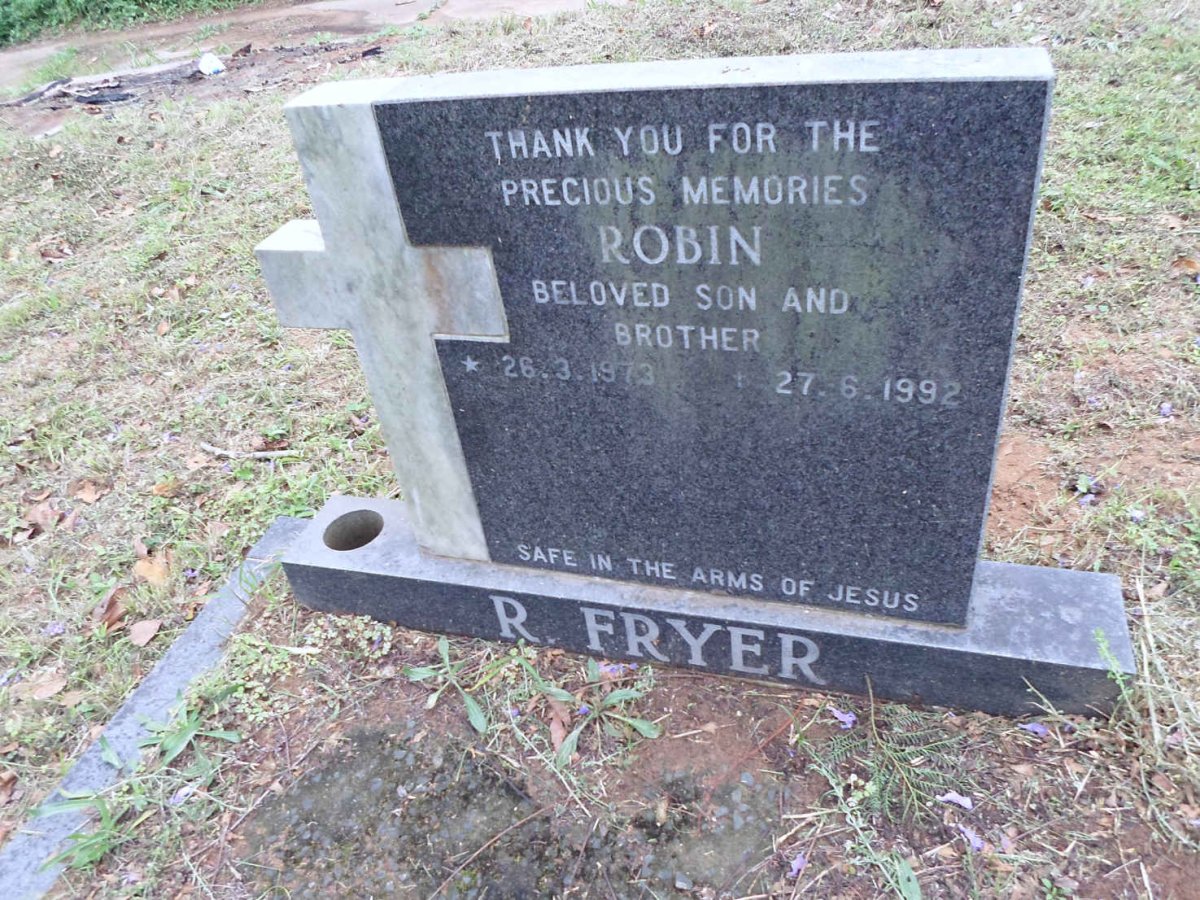 THANK YOU FOR THE
PRECIOUS MEMORIES
ROBIN
BELOVED SON AND
BROTHER
* 26.3.1973 † 27.6.1992
SAFE IN THE ARMS OF JESUS
R. FRYER